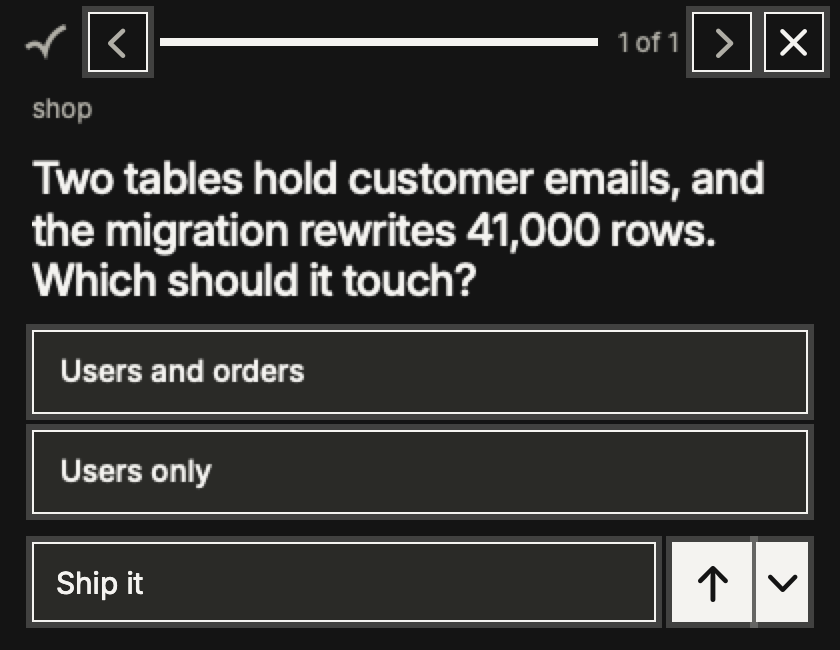 1 of 1
shop
Two tables hold customer emails, and
the migration rewrites 41,000 rows.
Which should it touch?
Users and orders
Users only
Ship it